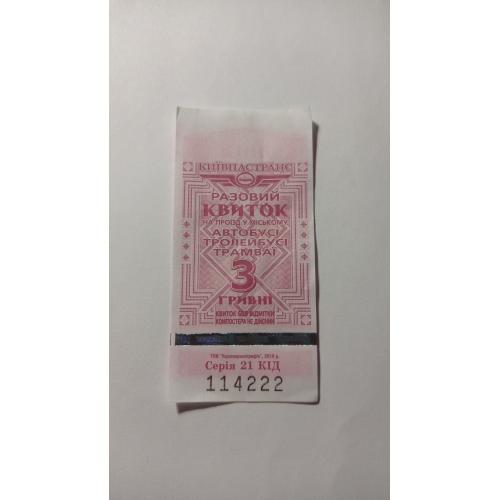 КИЇВПАСТРАНС
РАЗОВИЙ
КВИТОК
НА ПРОЇЗД У МІСЬКОМУ
АВТОБУСІ
ТРОЛЕЙБУСІ
ТРАМВАЇ
3
ГРИВНІ
КВИТОК БЕЗ ВІДМІТКИ
КОМПОСТЕРА НЕ ДІЙСНИЙ
Серія 21 КІД
114222